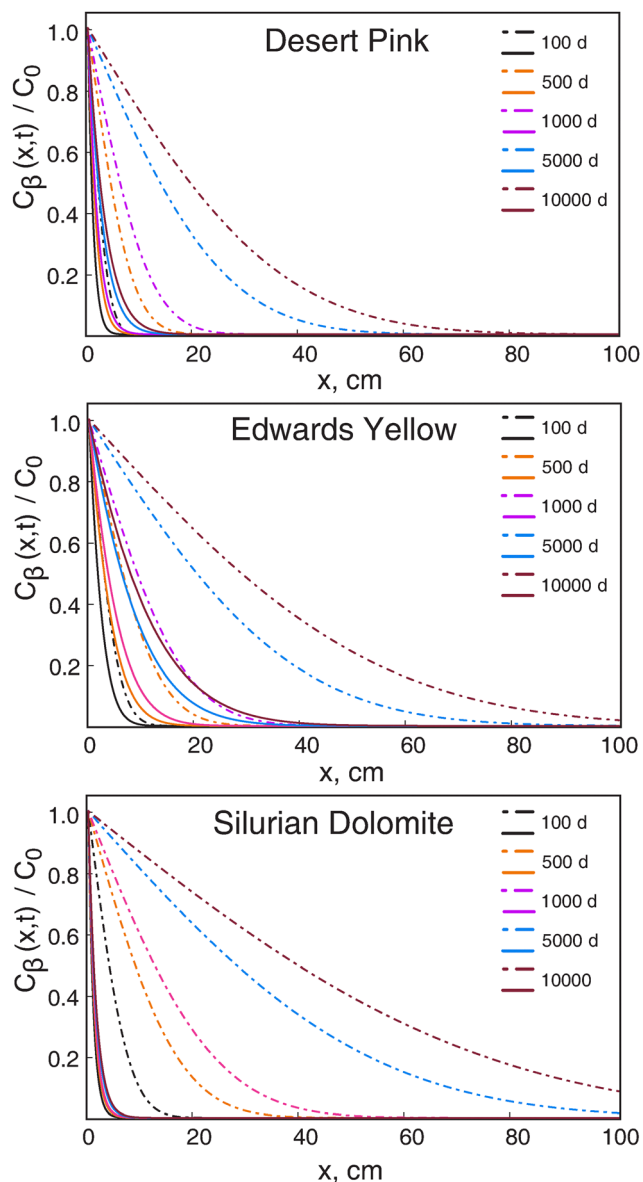 Desert Pink
Cβ(x,t) / C0
1.0
0.8
0.6
0.4
0.2
100 d
500 d
1000 d
5000 d
10000 d
0 20 40 60 80 100
x, cm
Edwards Yellow
Cβ(x,t) / C0
1.0
0.8
0.6
0.4
0.2
100 d
500 d
1000 d
5000 d
10000 d
0 20 40 60 80 100
x, cm
Silurian Dolomite
Cβ(x,t) / C0
1.0
0.8
0.6
0.4
0.2
100 d
500 d
1000 d
5000 d
10000
0 20 40 60 80 100
x, cm